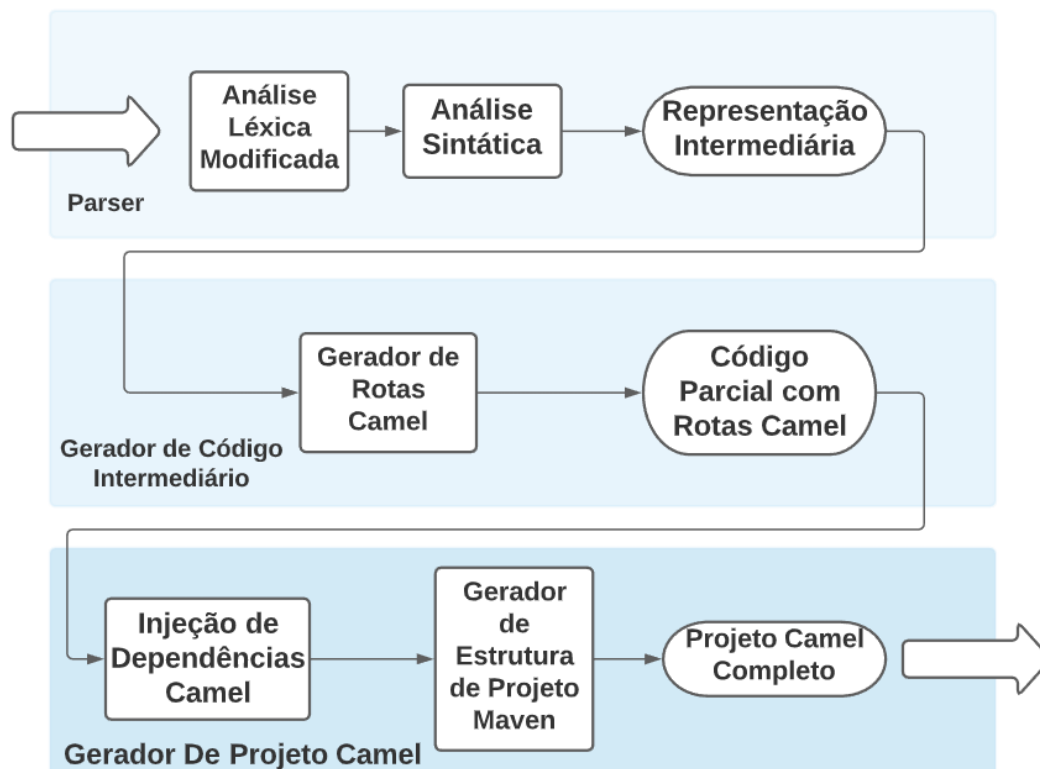 Análise
Léxica
Modificada
Análise
Sintática
Representação
Intermediária
Parser
Gerador de
Rotas
Camel
Código
Parcial com
Rotas Camel
Gerador de Código
Intermediário
Injeção de
Dependências
Camel
Gerador
de
Estrutura
de Projeto
Maven
Projeto Camel
Completo
Gerador De Projeto Camel